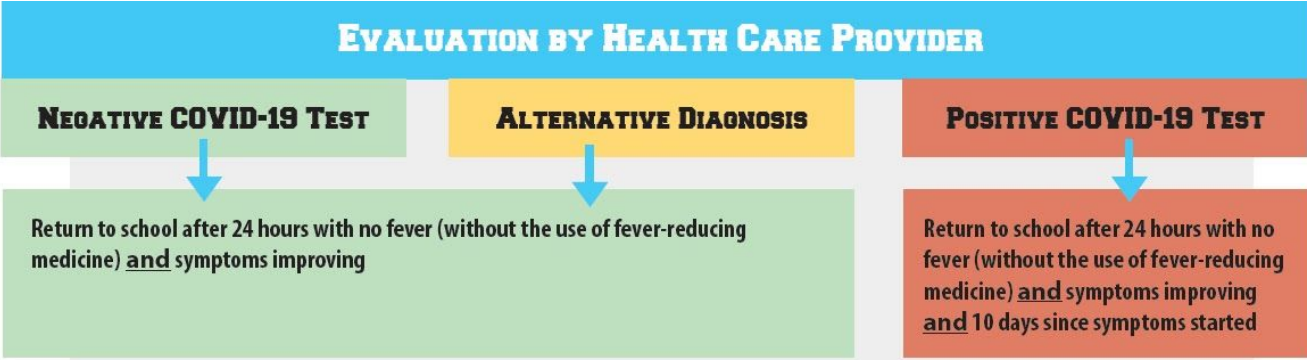 EVALUATION BY HEALTH CARE PROVIDER
NEGATIVE COVID-19 TEST
ALTERNATIVE DIAGNOSIS
POSITIVE COVID-19 TEST
Return to school after 24 hours with no fever (without the use of fever-reducing
medicine) and symptoms improving
Return to school after 24 hours with no
fever (without the use of fever-reducing
medicine) and symptoms improving
and 10 days since symptoms started